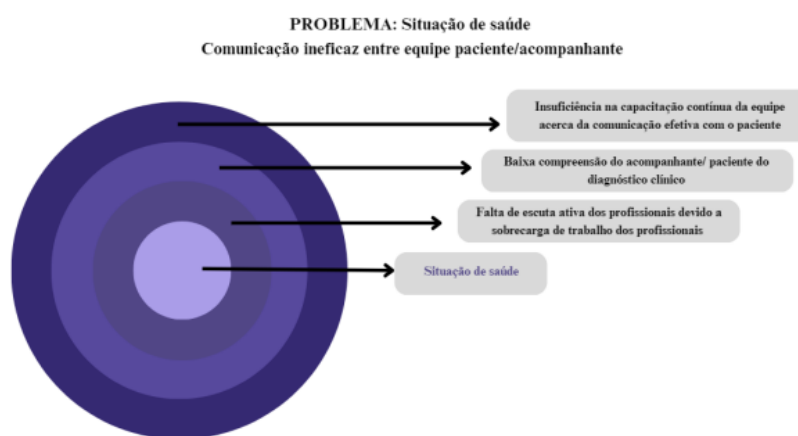 PROBLEMA: Situação de saúde
Comunicação ineficaz entre equipe paciente/acompanhante
Insuficiência na capacitação contínua da equipe
acerca da comunicação efetiva com o paciente
Baixa compreensão do acompanhante/ paciente do
diagnóstico clínico
Falta de escuta ativa dos profissionais devido a
sobrecarga de trabalho dos profissionais
Situação de saúde